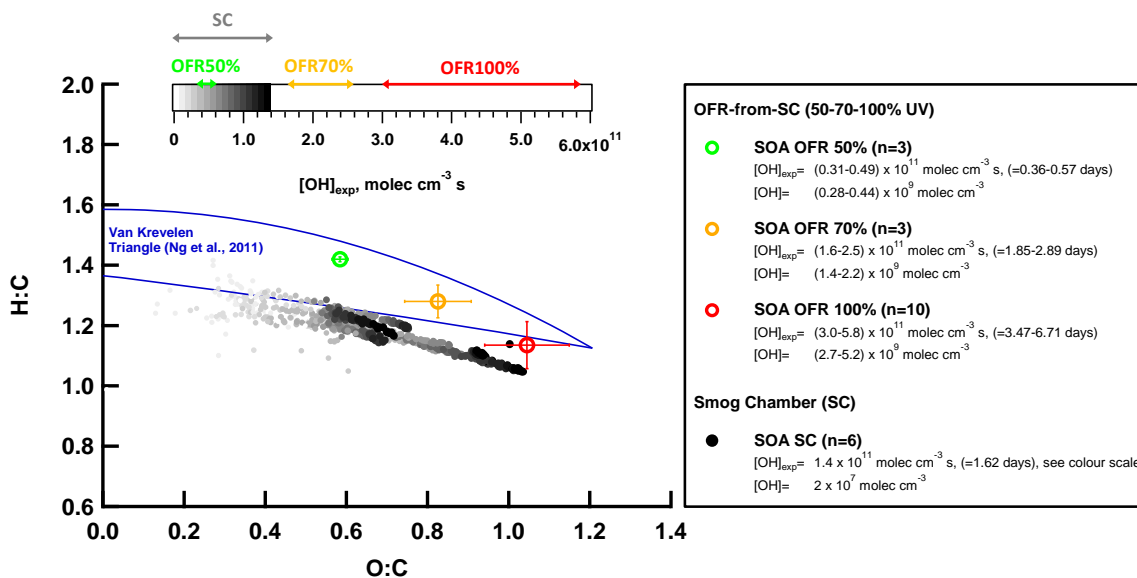 SC
OFR50%
OFR70%
OFR100%
0 1.0 2.0 3.0 4.0 6.0x10¹¹
[OH]exp, molec cm⁻³ s
Van Krevelen
Triangle (Ng et al., 2011)
H:C
2.0
1.8
1.6
1.4
1.2
1.0
0.8
0.6
0.0 0.2 0.4 0.6 0.8 1.0 1.2 1.4
O:C
OFR-from-SC (50-70-100% UV)
SOA OFR 50% (n=3)
[OH]exp= (0.31-0.49) x 10¹¹ molec cm⁻³ s, (=0.36-0.57 days)
[OH]= (0.28-0.44) x 10⁹ molec cm⁻³
SOA OFR 70% (n=3)
[OH]exp= (1.6-2.5) x 10¹¹ molec cm⁻³ s, (=1.85-2.89 days)
[OH]= (1.4-2.2) x 10⁹ molec cm⁻³
SOA OFR 100% (n=10)
[OH]exp= (3.0-5.8) x 10¹¹ molec cm⁻³ s, (=3.47-6.71 days)
[OH]= (2.7-5.2) x 10⁹ molec cm⁻³
Smog Chamber (SC)
SOA SC (n=6)
[OH]exp= 1.4 x 10¹¹ molec cm⁻³ s, (=1.62 days), see colour scale
[OH]= 2 x 10⁷ molec cm⁻³